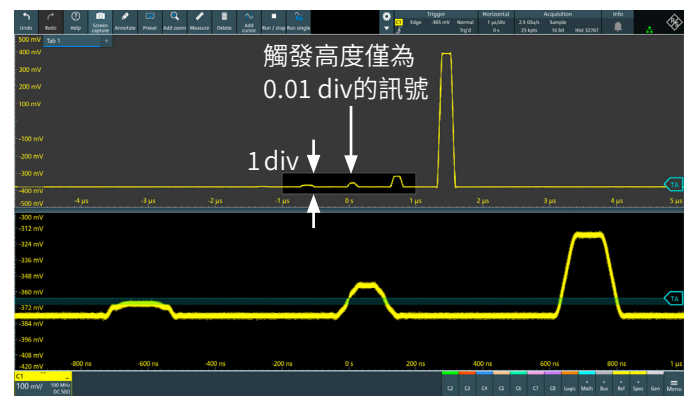 Undo Redo Help Screen capture Annotate Preset Add zoom Measure Delete Add cursor Run / stop Run single
Trigger Horizontal Acquisition Info
C1 Edge -365 mV Normal 1 µs/div 2.5 GSa/s Sample
Trig'd 0 s 25 kpts 16 bit Hist 32767
500 mV Tab 1 +
400 mV
300 mV
200 mV
100 mV
-100 mV
-200 mV
-300 mV
-400 mV
-500 mV
觸發高度僅為
0.01 div的訊號
1 div
TA
-4 µs -3 µs -2 µs -1 µs 0 s 1 µs 2 µs 3 µs 4 µs 5 µs
-300 mV
-312 mV
-324 mV
-336 mV
-348 mV
-360 mV
-372 mV
-384 mV
-396 mV
-408 mV
-420 mV
TA
-800 ns -600 ns -400 ns -200 ns 0 s 200 ns 400 ns 600 ns 800 ns 1 µs
C1
100 mV/ 100 MHz
DC 50Ω
C2 C3 C4 C5 C6 C7 C8 Logic Math Bus Ref Spec Gen Menu